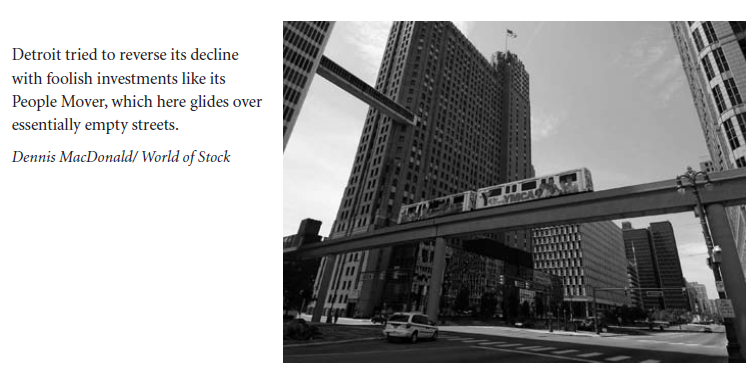 Detroit tried to reverse its decline
with foolish investments like its
People Mover, which here glides over
essentially empty streets.
Dennis MacDonald/ World of Stock
YMCA